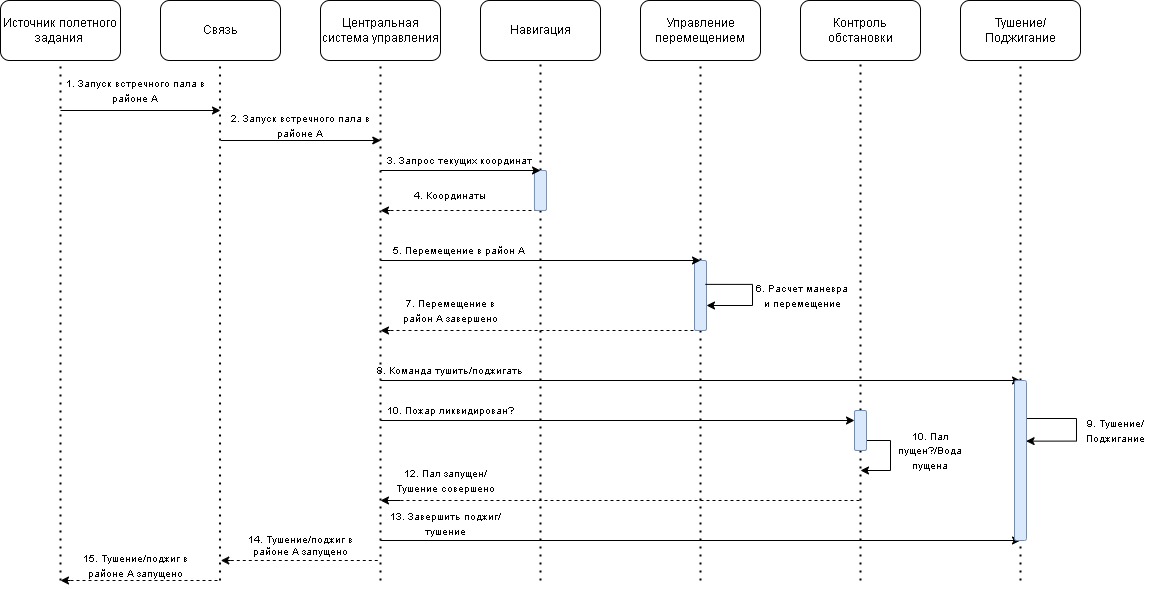 Источник полетного
задания
Связь
Центральная
система управления
Навигация
Управление
перемещением
Контроль
обстановки
Тушение/
Поджигание
1. Запуск встречного пала в
районе А
2. Запуск встречного пала в
районе А
3. Запрос текущих координат
4. Координаты
5. Перемещение в район А
6. Расчет маневра
и перемещение
7. Перемещение в
район А завершено
8. Команда тушить/поджигать
10. Пожар ликвидирован?
9. Тушение/
Поджигание
10. Пал
пущен?/Вода
пущена
12. Пал запущен/
Тушение совершено
13. Завершить поджиг/
тушение
14. Тушение/поджиг в
районе А запущено
15. Тушение/поджиг в
районе А запущено